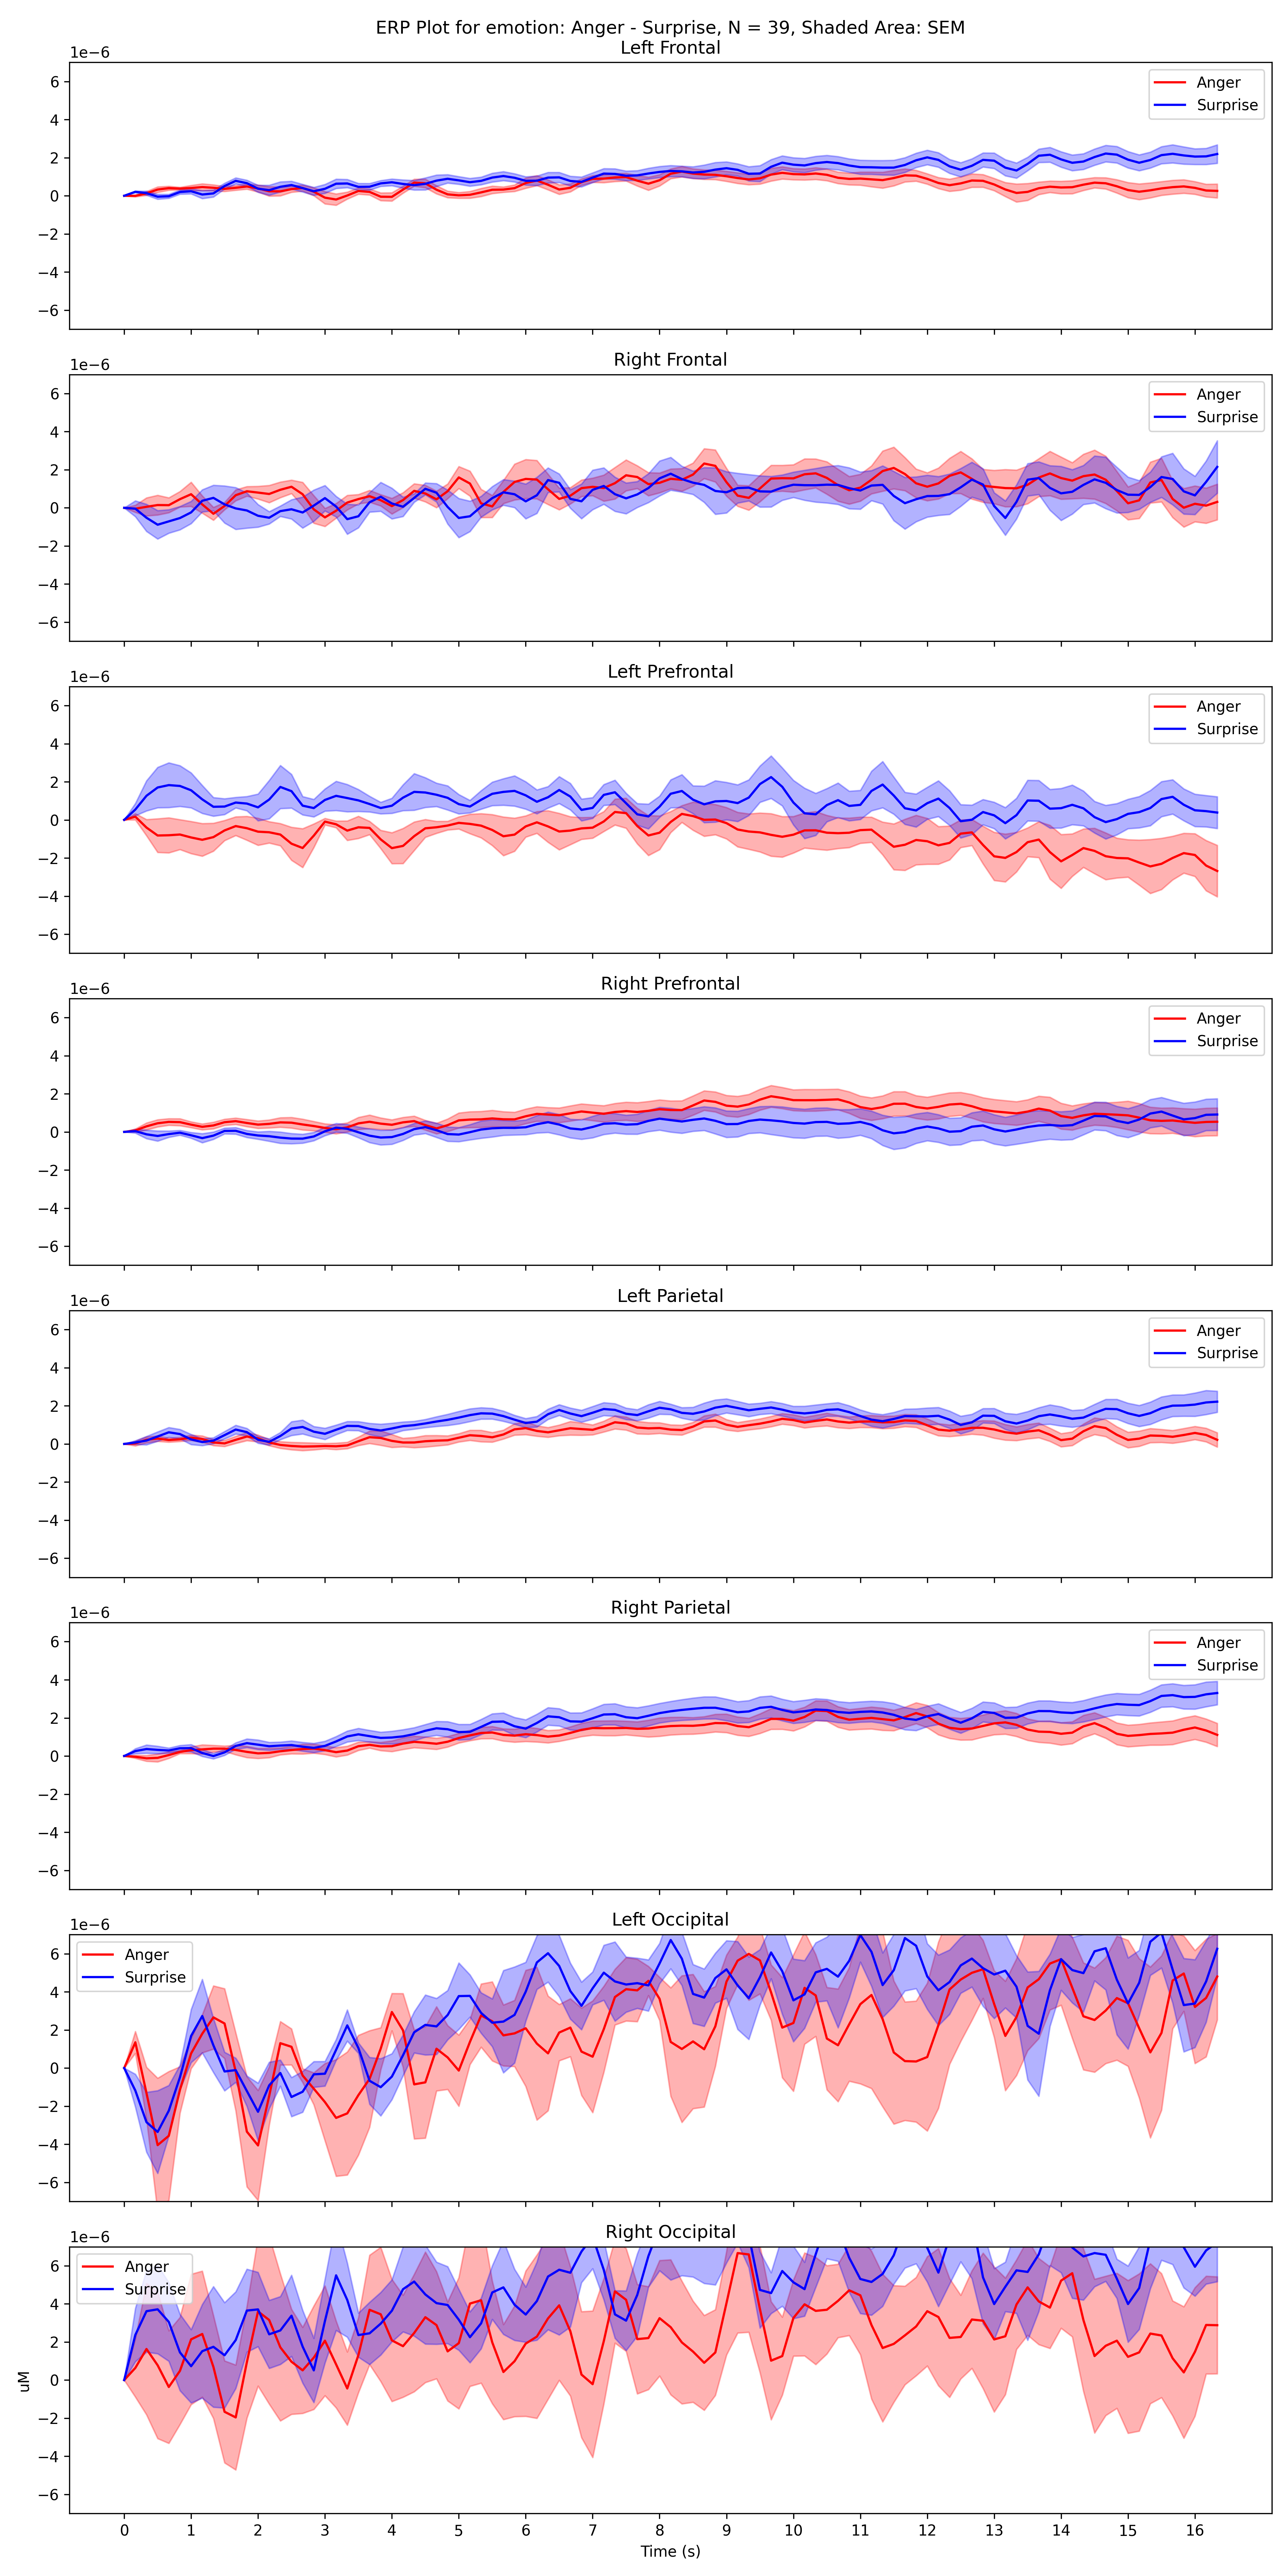 ERP Plot for emotion: Anger - Surprise, N = 39, Shaded Area: SEM
Left Frontal
1e−6
6
4
2
0
−2
−4
−6
Anger
Surprise
Right Frontal
1e−6
6
4
2
0
−2
−4
−6
Anger
Surprise
Left Prefrontal
1e−6
6
4
2
0
−2
−4
−6
Anger
Surprise
Right Prefrontal
1e−6
6
4
2
0
−2
−4
−6
Anger
Surprise
Left Parietal
1e−6
6
4
2
0
−2
−4
−6
Anger
Surprise
Right Parietal
1e−6
6
4
2
0
−2
−4
−6
Anger
Surprise
Left Occipital
1e−6
6
4
2
0
−2
−4
−6
Anger
Surprise
Right Occipital
1e−6
6
4
2
0
−2
−4
−6
Anger
Surprise
uM
0 1 2 3 4 5 6 7 8 9 10 11 12 13 14 15 16
Time (s)